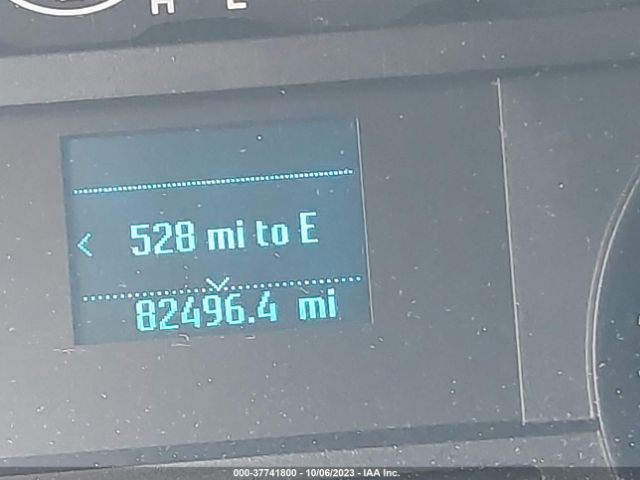 H E
< 528 mi to E
82496.4 mi
000-37741800 - 10/06/2023 - IAA Inc.